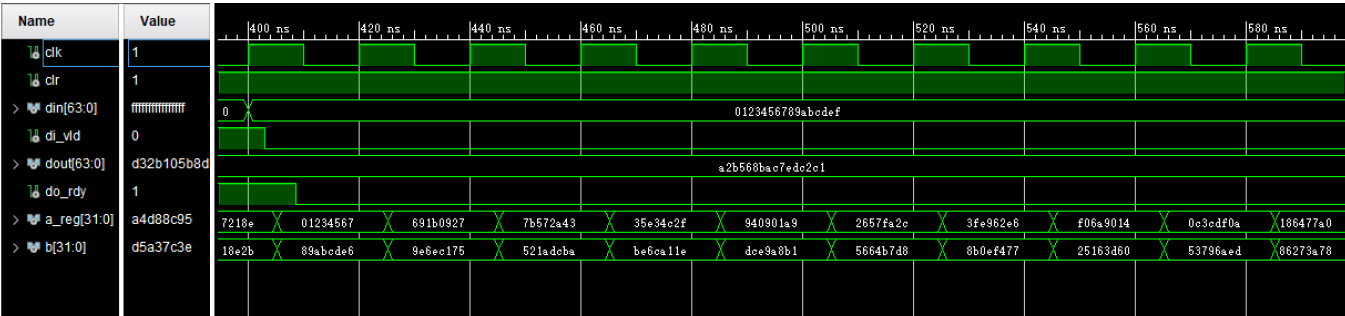 Name Value 400 ns 420 ns 440 ns 460 ns 480 ns 500 ns 520 ns 540 ns 560 ns 580 ns
clk 1
clr 1
din[63:0] ffffffffffffffff 0 0123456789abcdef
di_vld 0
dout[63:0] d32b105b8d a2b568bac7edc2c1
do_rdy 1
a_reg[31:0] a4d88c95 7218e 01234567 691b0927 7b572a43 35e34c2f 940901a9 2657fa2c 3fe962e6 f06a9014 0c3cdf0a 186477a0
b[31:0] d5a37c3e 18e2b 89abcde6 9e6ec175 521adcba be6ca11e dce9a8b1 5664b7d8 8b0ef477 25163d60 53796aed 86273a78